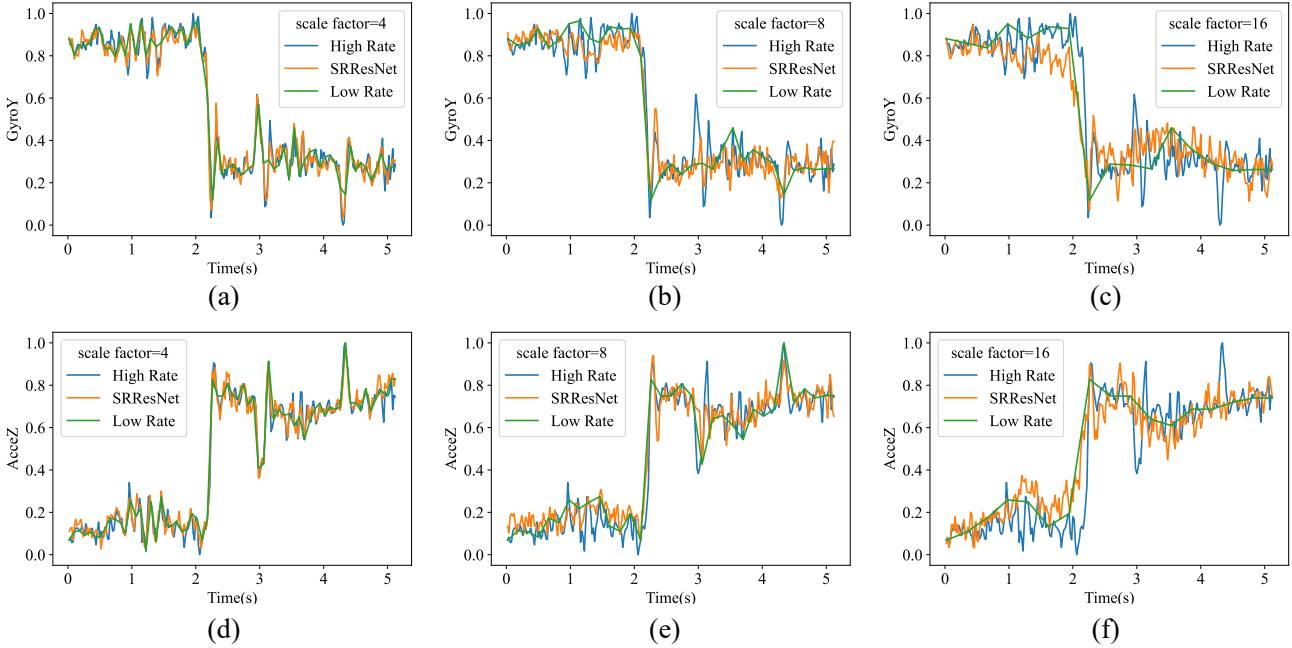 scale factor=4
High Rate
SRResNet
Low Rate
GyroY
1.0
0.8
0.6
0.4
0.2
0.0
0 1 2 3 4 5
Time(s)
(a)
scale factor=8
High Rate
SRResNet
Low Rate
GyroY
1.0
0.8
0.6
0.4
0.2
0.0
0 1 2 3 4 5
Time(s)
(b)
scale factor=16
High Rate
SRResNet
Low Rate
GyroY
1.0
0.8
0.6
0.4
0.2
0.0
0 1 2 3 4 5
Time(s)
(c)
scale factor=4
High Rate
SRResNet
Low Rate
AcceZ
1.0
0.8
0.6
0.4
0.2
0.0
0 1 2 3 4 5
Time(s)
(d)
scale factor=8
High Rate
SRResNet
Low Rate
AcceZ
1.0
0.8
0.6
0.4
0.2
0.0
0 1 2 3 4 5
Time(s)
(e)
scale factor=16
High Rate
SRResNet
Low Rate
AcceZ
1.0
0.8
0.6
0.4
0.2
0.0
0 1 2 3 4 5
Time(s)
(f)